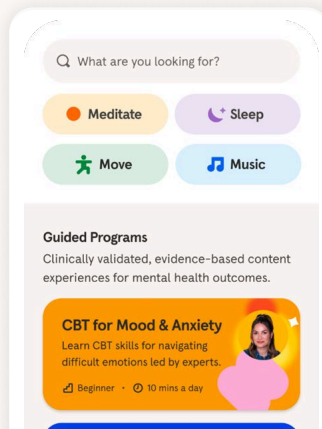 What are you looking for?
Meditate
Sleep
Move
Music
Guided Programs
Clinically validated, evidence-based content
experiences for mental health outcomes.
CBT for Mood & Anxiety
Learn CBT skills for navigating
difficult emotions led by experts.
Beginner · 10 mins a day